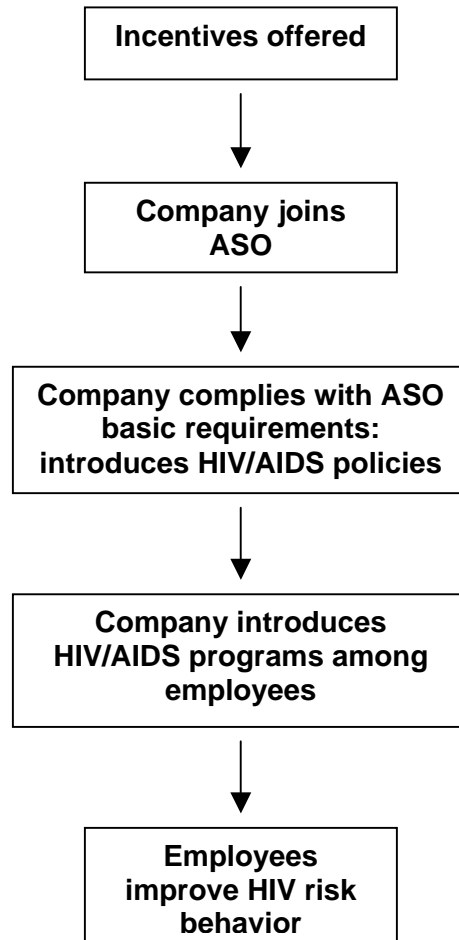 Incentives offered
Company joins
ASO
Company complies with ASO
basic requirements:
introduces HIV/AIDS policies
Company introduces
HIV/AIDS programs among
employees
Employees
improve HIV risk
behavior